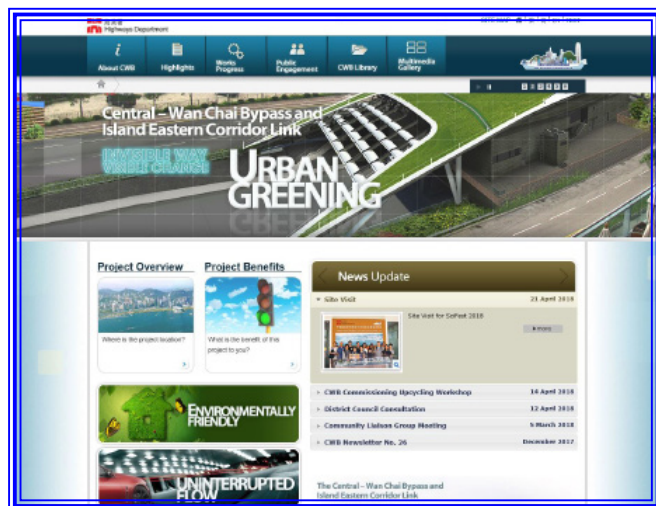 Highways Department
About CWB
Highlights
Works
Progress
Public
Engagement
CWB Library
Multimedia
Gallery
Central – Wan Chai Bypass and
Island Eastern Corridor Link
INVISIBLE WAY
VISIBLE CHANGE
URBAN
GREENING
Project Overview
Project Benefits
News Update
Site Visit 21 April 2018
Site Visit for SciFest 2018
more
Where is the project location?
What is the benefit of this
project to you?
CWB Commissioning Upcycling Workshop 14 April 2018
District Council Consultation 12 April 2018
Community Liaison Group Meeting 5 March 2018
CWB Newsletter No. 26 December 2017
ENVIRONMENTALLY
FRIENDLY
UNINTERRUPTED
FLOW
The Central – Wan Chai Bypass and
Island Eastern Corridor Link